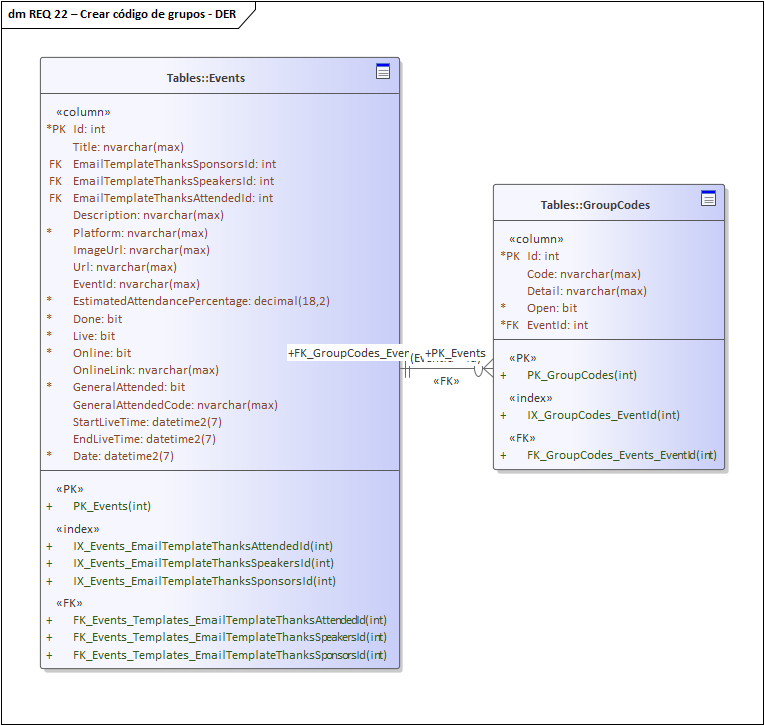 dm REQ 22 – Crear código de grupos - DER
Tables::Events
«column»
*PK Id: int
Title: nvarchar(max)
FK EmailTemplateThanksSponsorsId: int
FK EmailTemplateThanksSpeakersId: int
FK EmailTemplateThanksAttendedId: int
Description: nvarchar(max)
* Platform: nvarchar(max)
ImageUrl: nvarchar(max)
Url: nvarchar(max)
EventId: nvarchar(max)
* EstimatedAttendancePercentage: decimal(18,2)
* Done: bit
* Live: bit
* Online: bit
OnlineLink: nvarchar(max)
* GeneralAttended: bit
GeneralAttendedCode: nvarchar(max)
StartLiveTime: datetime2(7)
EndLiveTime: datetime2(7)
* Date: datetime2(7)
«PK»
+ PK_Events(int)
«index»
+ IX_Events_EmailTemplateThanksAttendedId(int)
+ IX_Events_EmailTemplateThanksSpeakersId(int)
+ IX_Events_EmailTemplateThanksSponsorsId(int)
«FK»
+ FK_Events_Templates_EmailTemplateThanksAttendedId(int)
+ FK_Events_Templates_EmailTemplateThanksSpeakersId(int)
+ FK_Events_Templates_EmailTemplateThanksSponsorsId(int)
+FK_GroupCodes_Even +PK_Events
«FK»
Tables::GroupCodes
«column»
*PK Id: int
Code: nvarchar(max)
Detail: nvarchar(max)
* Open: bit
*FK EventId: int
«PK»
+ PK_GroupCodes(int)
«index»
+ IX_GroupCodes_EventId(int)
«FK»
+ FK_GroupCodes_Events_EventId(int)